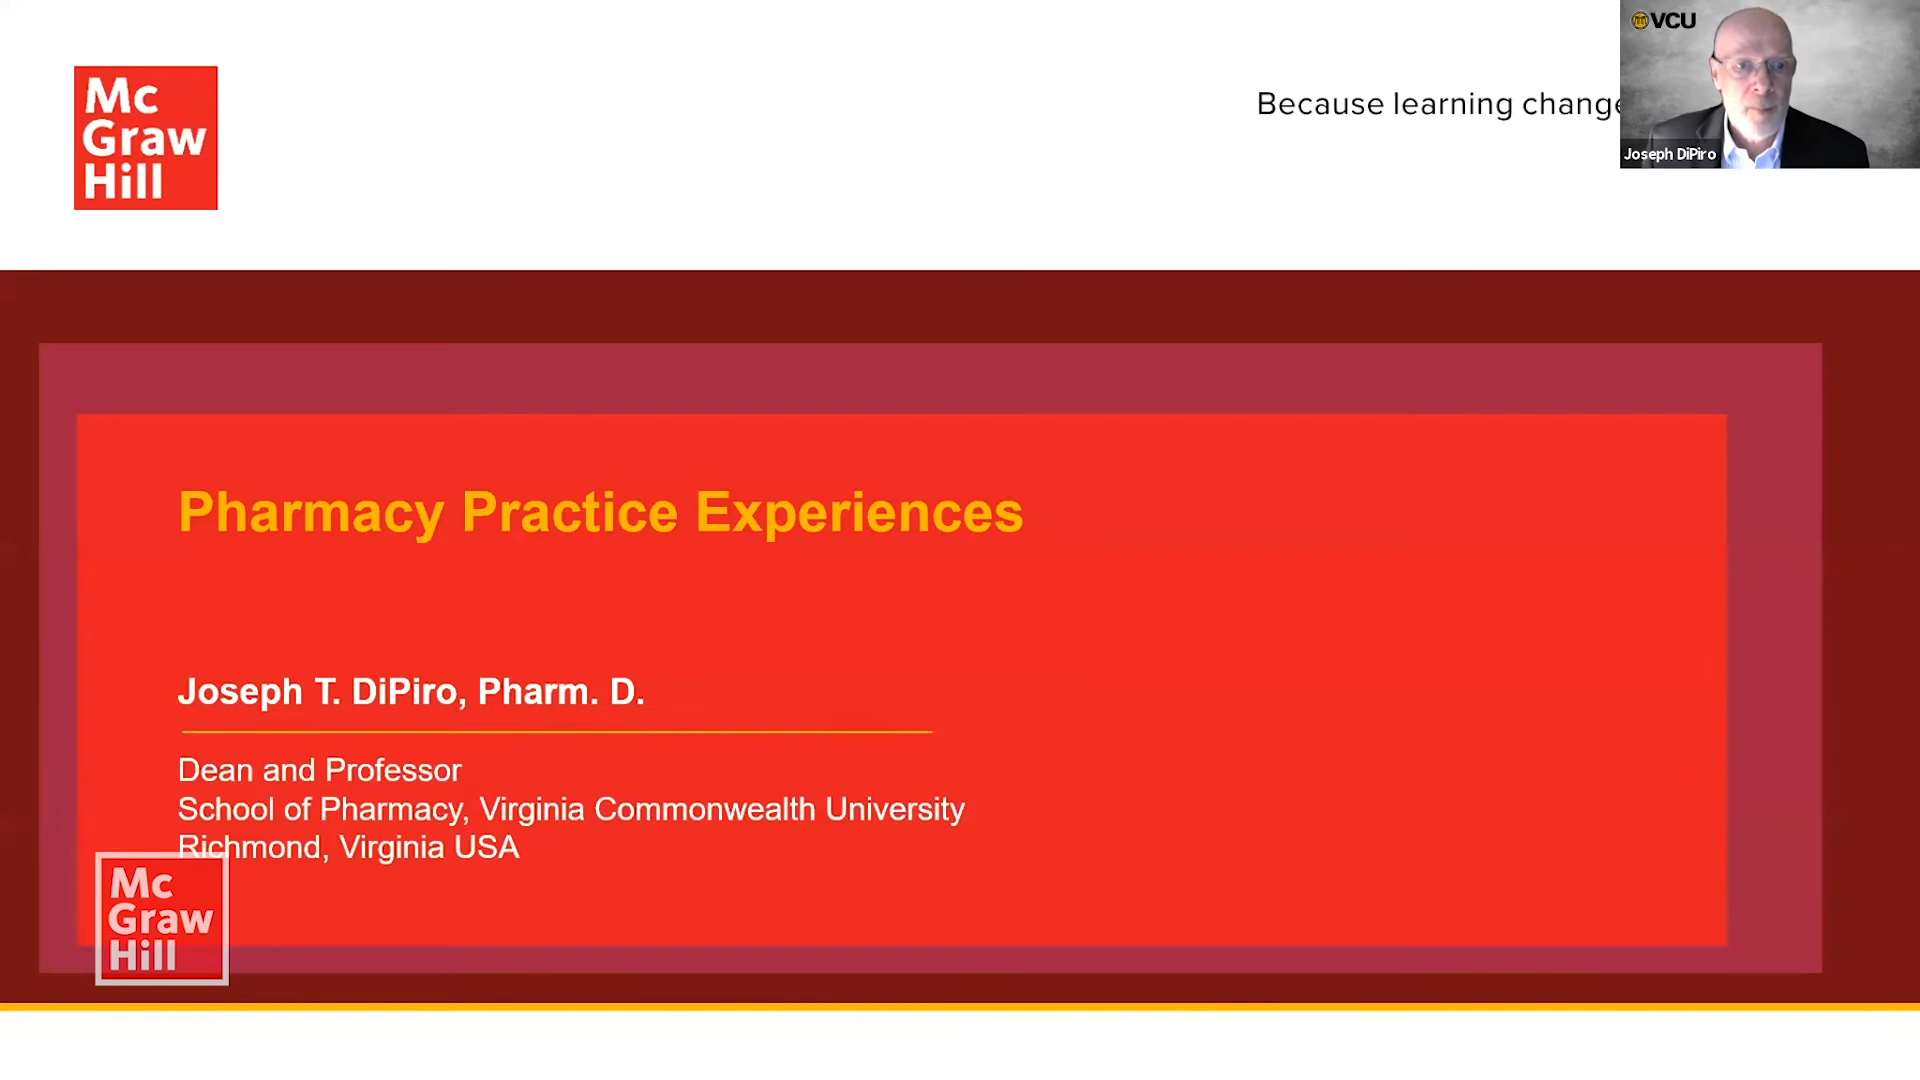 Mc
Graw
Hill
Because learning change
VCU
Joseph DiPiro
Pharmacy Practice Experiences
Joseph T. DiPiro, Pharm. D.
Dean and Professor
School of Pharmacy, Virginia Commonwealth University
Richmond, Virginia USA
Mc
Graw
Hill